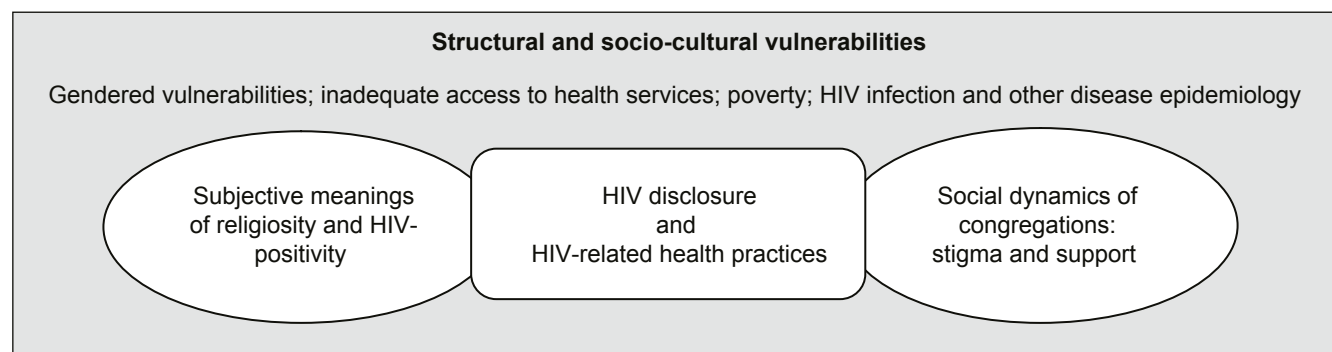 Structural and socio-cultural vulnerabilities
Gendered vulnerabilities; inadequate access to health services; poverty; HIV infection and other disease epidemiology
Subjective meanings
of religiosity and HIV-
positivity
HIV disclosure
and
HIV-related health practices
Social dynamics of
congregations:
stigma and support